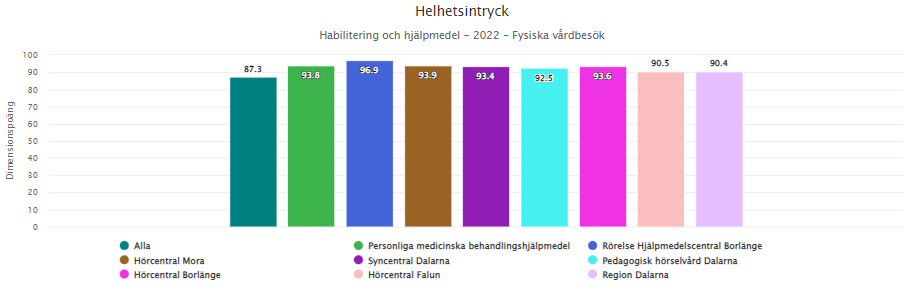 Helhetsintryck
Habilitering och hjälpmedel - 2022 - Fysiska vårdbesök
Dimensionspoäng
100
90
80
70
60
50
40
30
20
10
0
87.3
93.8
96.9
93.9
93.4
92.5
93.6
90.5
90.4
Alla
Personliga medicinska behandlingshjälpmedel
Rörelse Hjälpmedelscentral Borlänge
Hörcentral Mora
Syncentral Dalarna
Pedagogisk hörselvård Dalarna
Hörcentral Borlänge
Hörcentral Falun
Region Dalarna